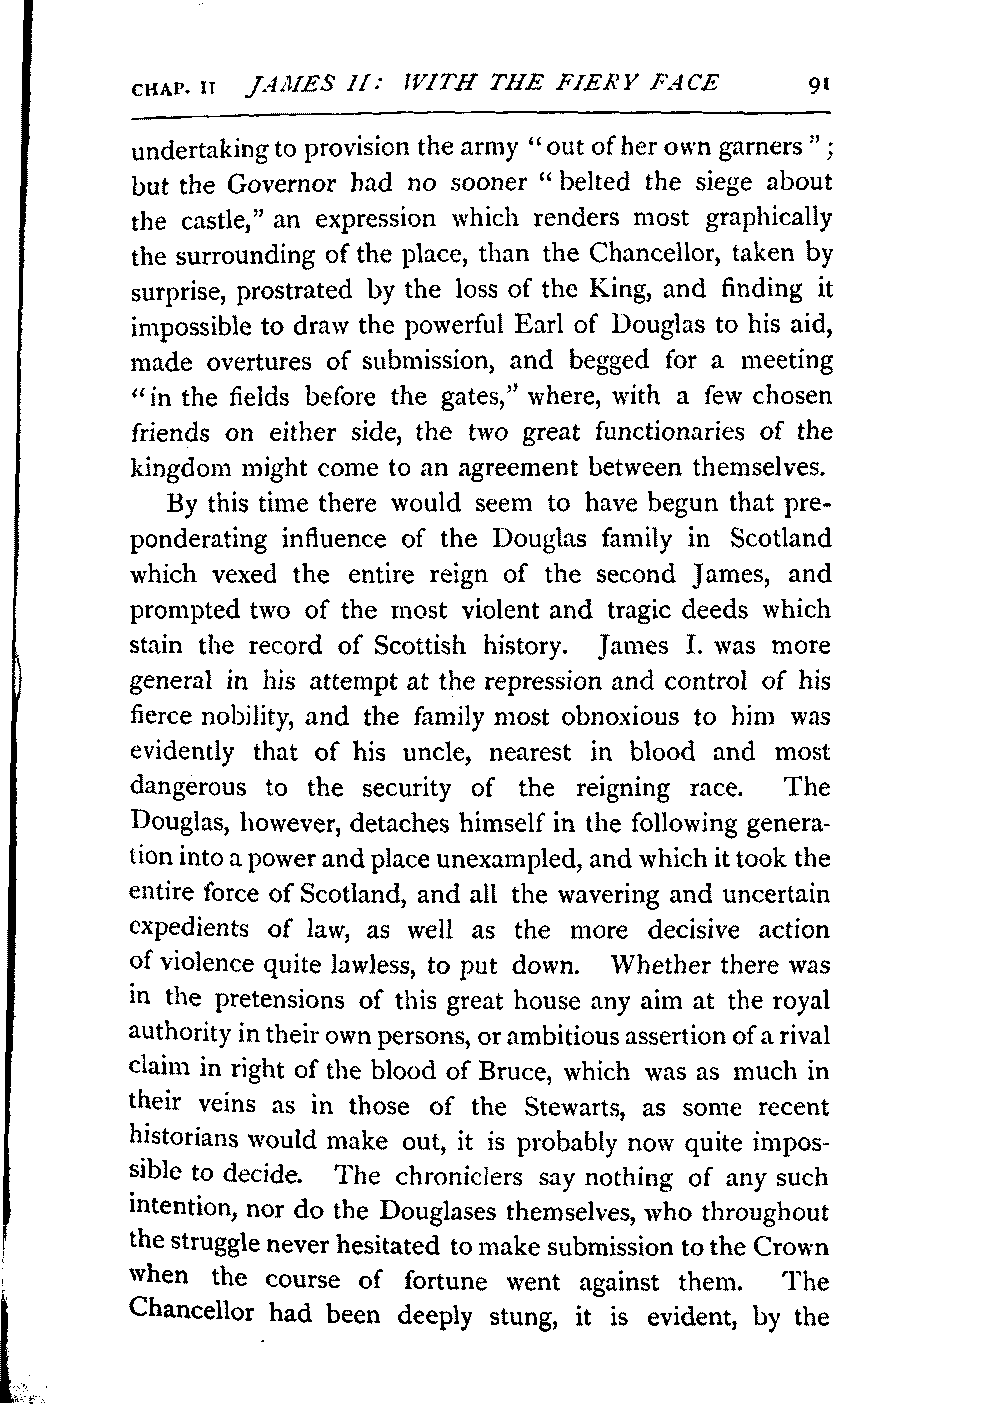 CHAP. II JAMES II: WITH THE FIERY FACE 91
undertaking to provision the army “out of her own garners”;
but the Governor had no sooner “belted the siege about
the castle,” an expression which renders most graphically
the surrounding of the place, than the Chancellor, taken by
surprise, prostrated by the loss of the King, and finding it
impossible to draw the powerful Earl of Douglas to his aid,
made overtures of submission, and begged for a meeting
“in the fields before the gates,” where, with a few chosen
friends on either side, the two great functionaries of the
kingdom might come to an agreement between themselves.
By this time there would seem to have begun that pre-
ponderating influence of the Douglas family in Scotland
which vexed the entire reign of the second James, and
prompted two of the most violent and tragic deeds which
stain the record of Scottish history. James I. was more
general in his attempt at the repression and control of his
fierce nobility, and the family most obnoxious to him was
evidently that of his uncle, nearest in blood and most
dangerous to the security of the reigning race. The
Douglas, however, detaches himself in the following genera-
tion into a power and place unexampled, and which it took the
entire force of Scotland, and all the wavering and uncertain
expedients of law, as well as the more decisive action
of violence quite lawless, to put down. Whether there was
in the pretensions of this great house any aim at the royal
authority in their own persons, or ambitious assertion of a rival
claim in right of the blood of Bruce, which was as much in
their veins as in those of the Stewarts, as some recent
historians would make out, it is probably now quite impos-
sible to decide. The chroniclers say nothing of any such
intention, nor do the Douglases themselves, who throughout
the struggle never hesitated to make submission to the Crown
when the course of fortune went against them. The
Chancellor had been deeply stung, it is evident, by the